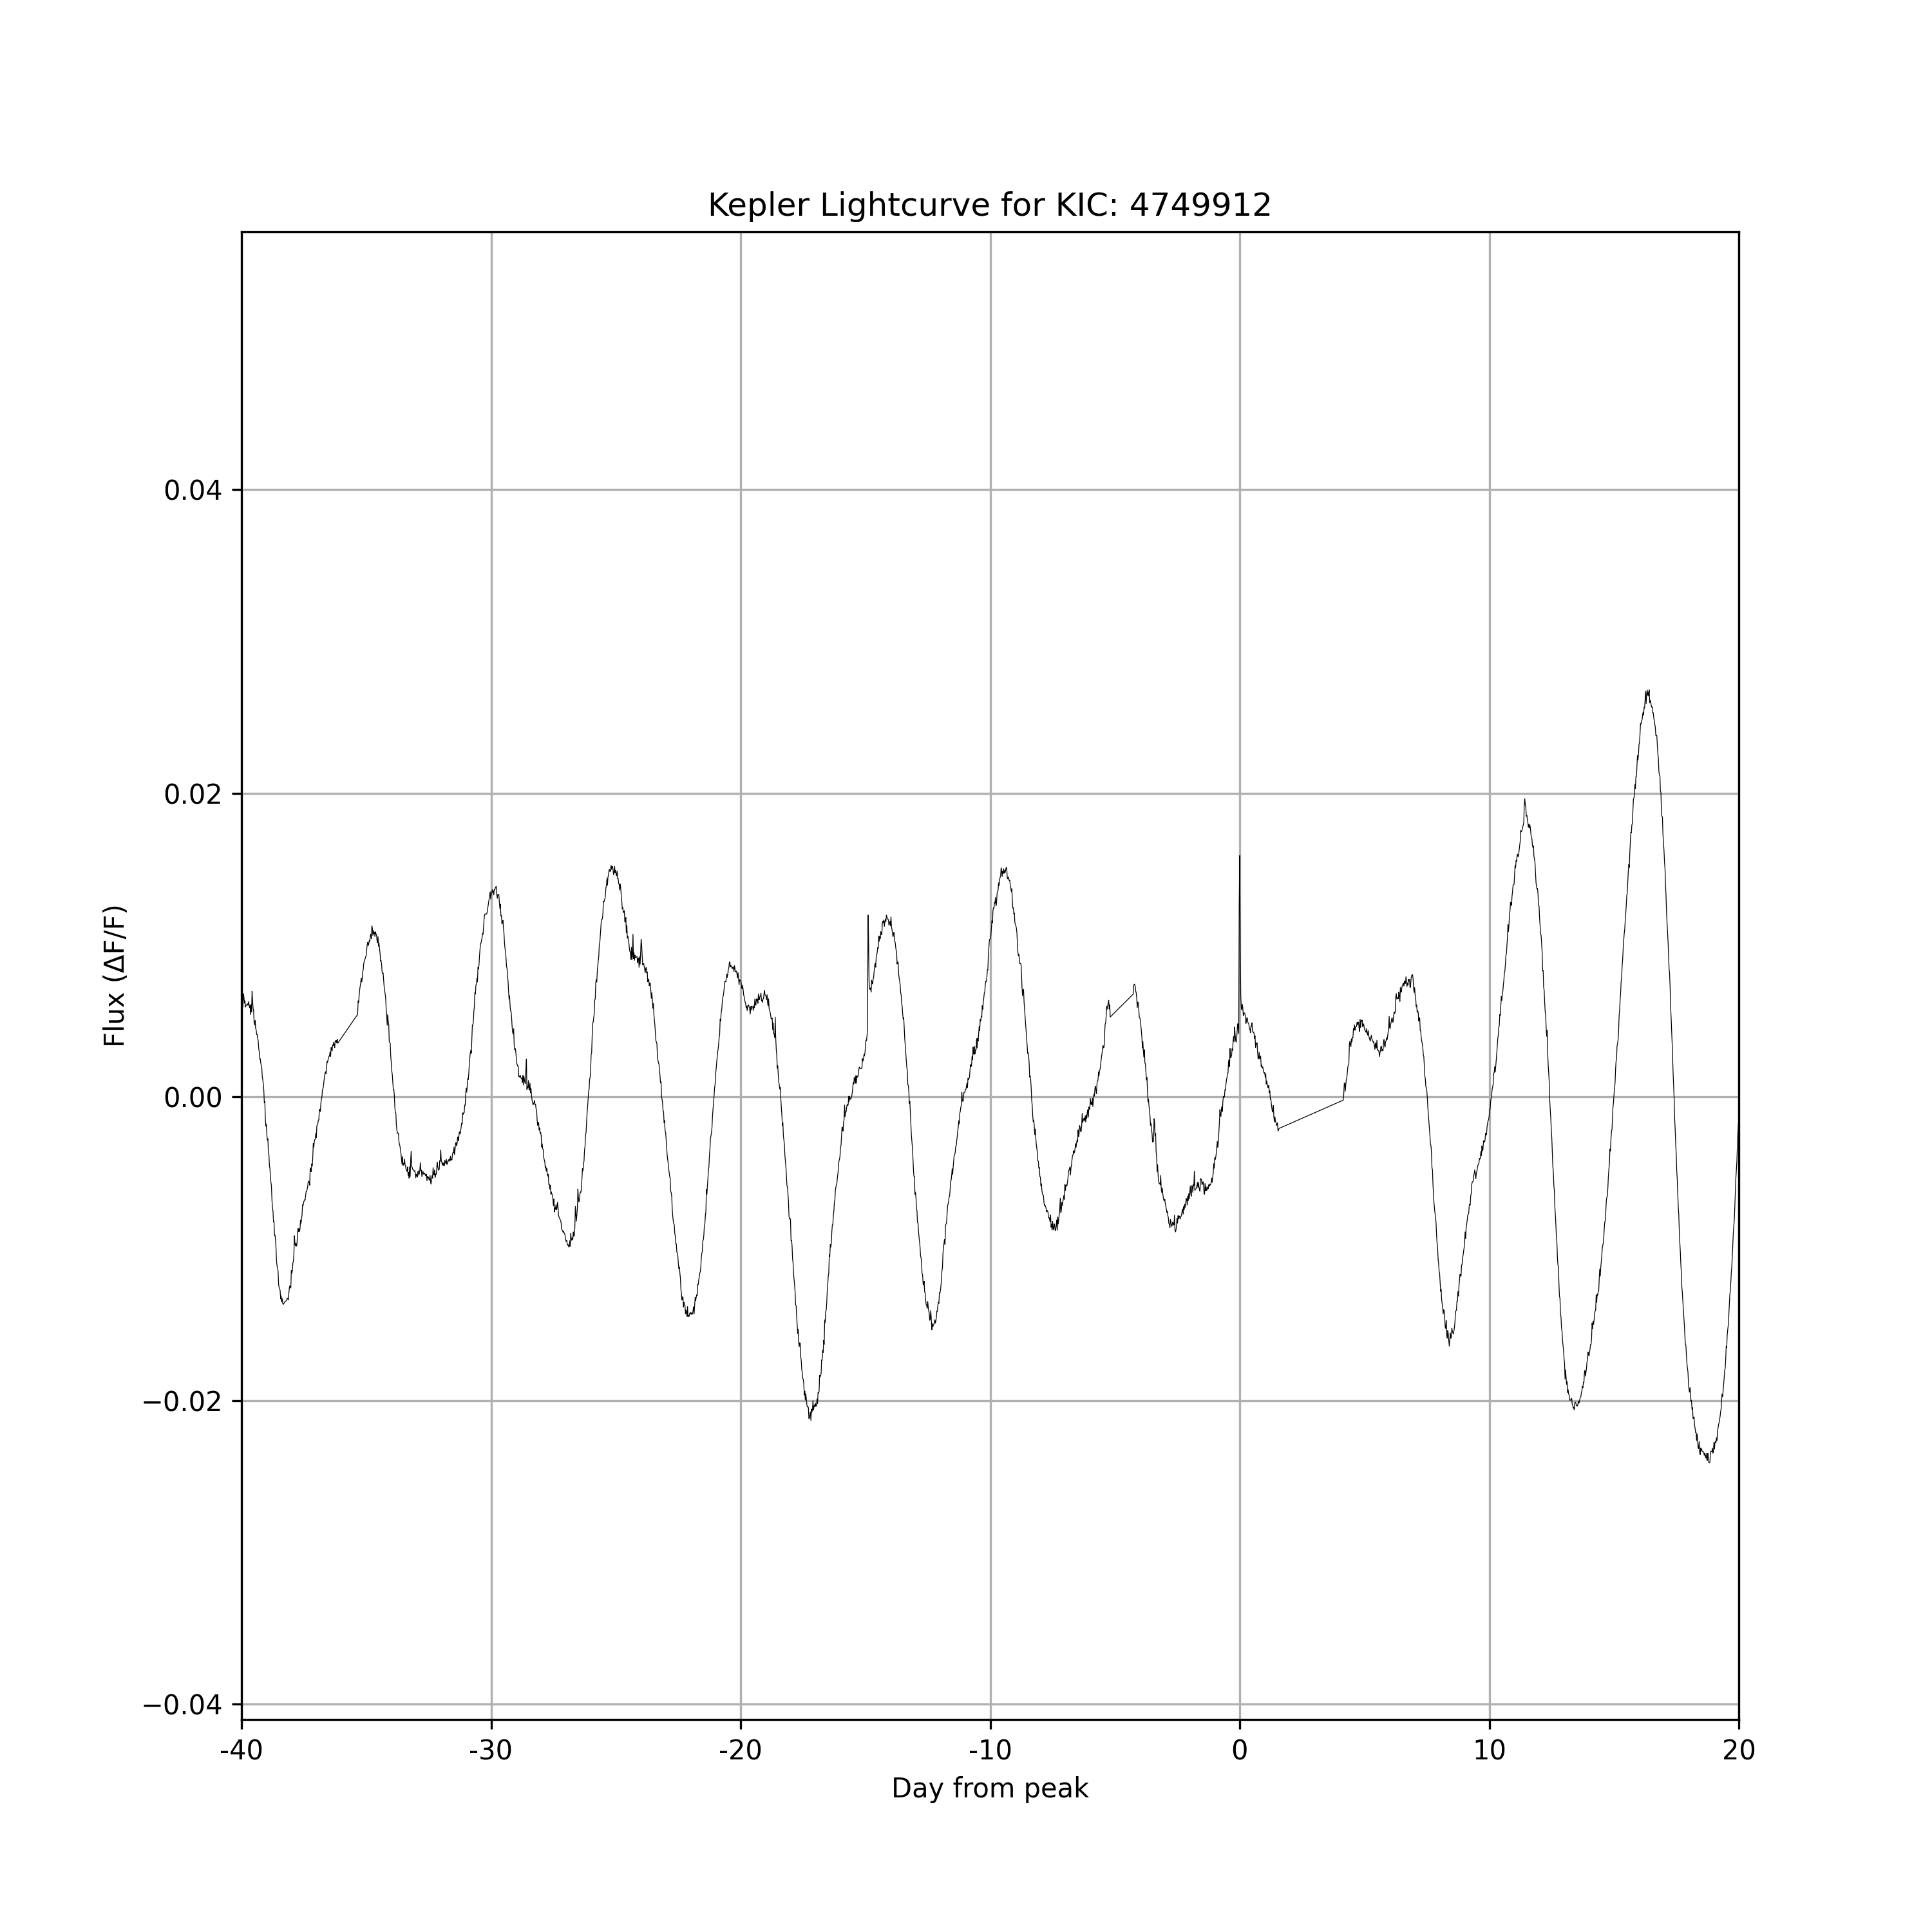 Kepler Lightcurve for KIC: 4749912
Flux (ΔF/F)
0.04
0.02
0.00
−0.02
−0.04
-40 -30 -20 -10 0 10 20
Day from peak